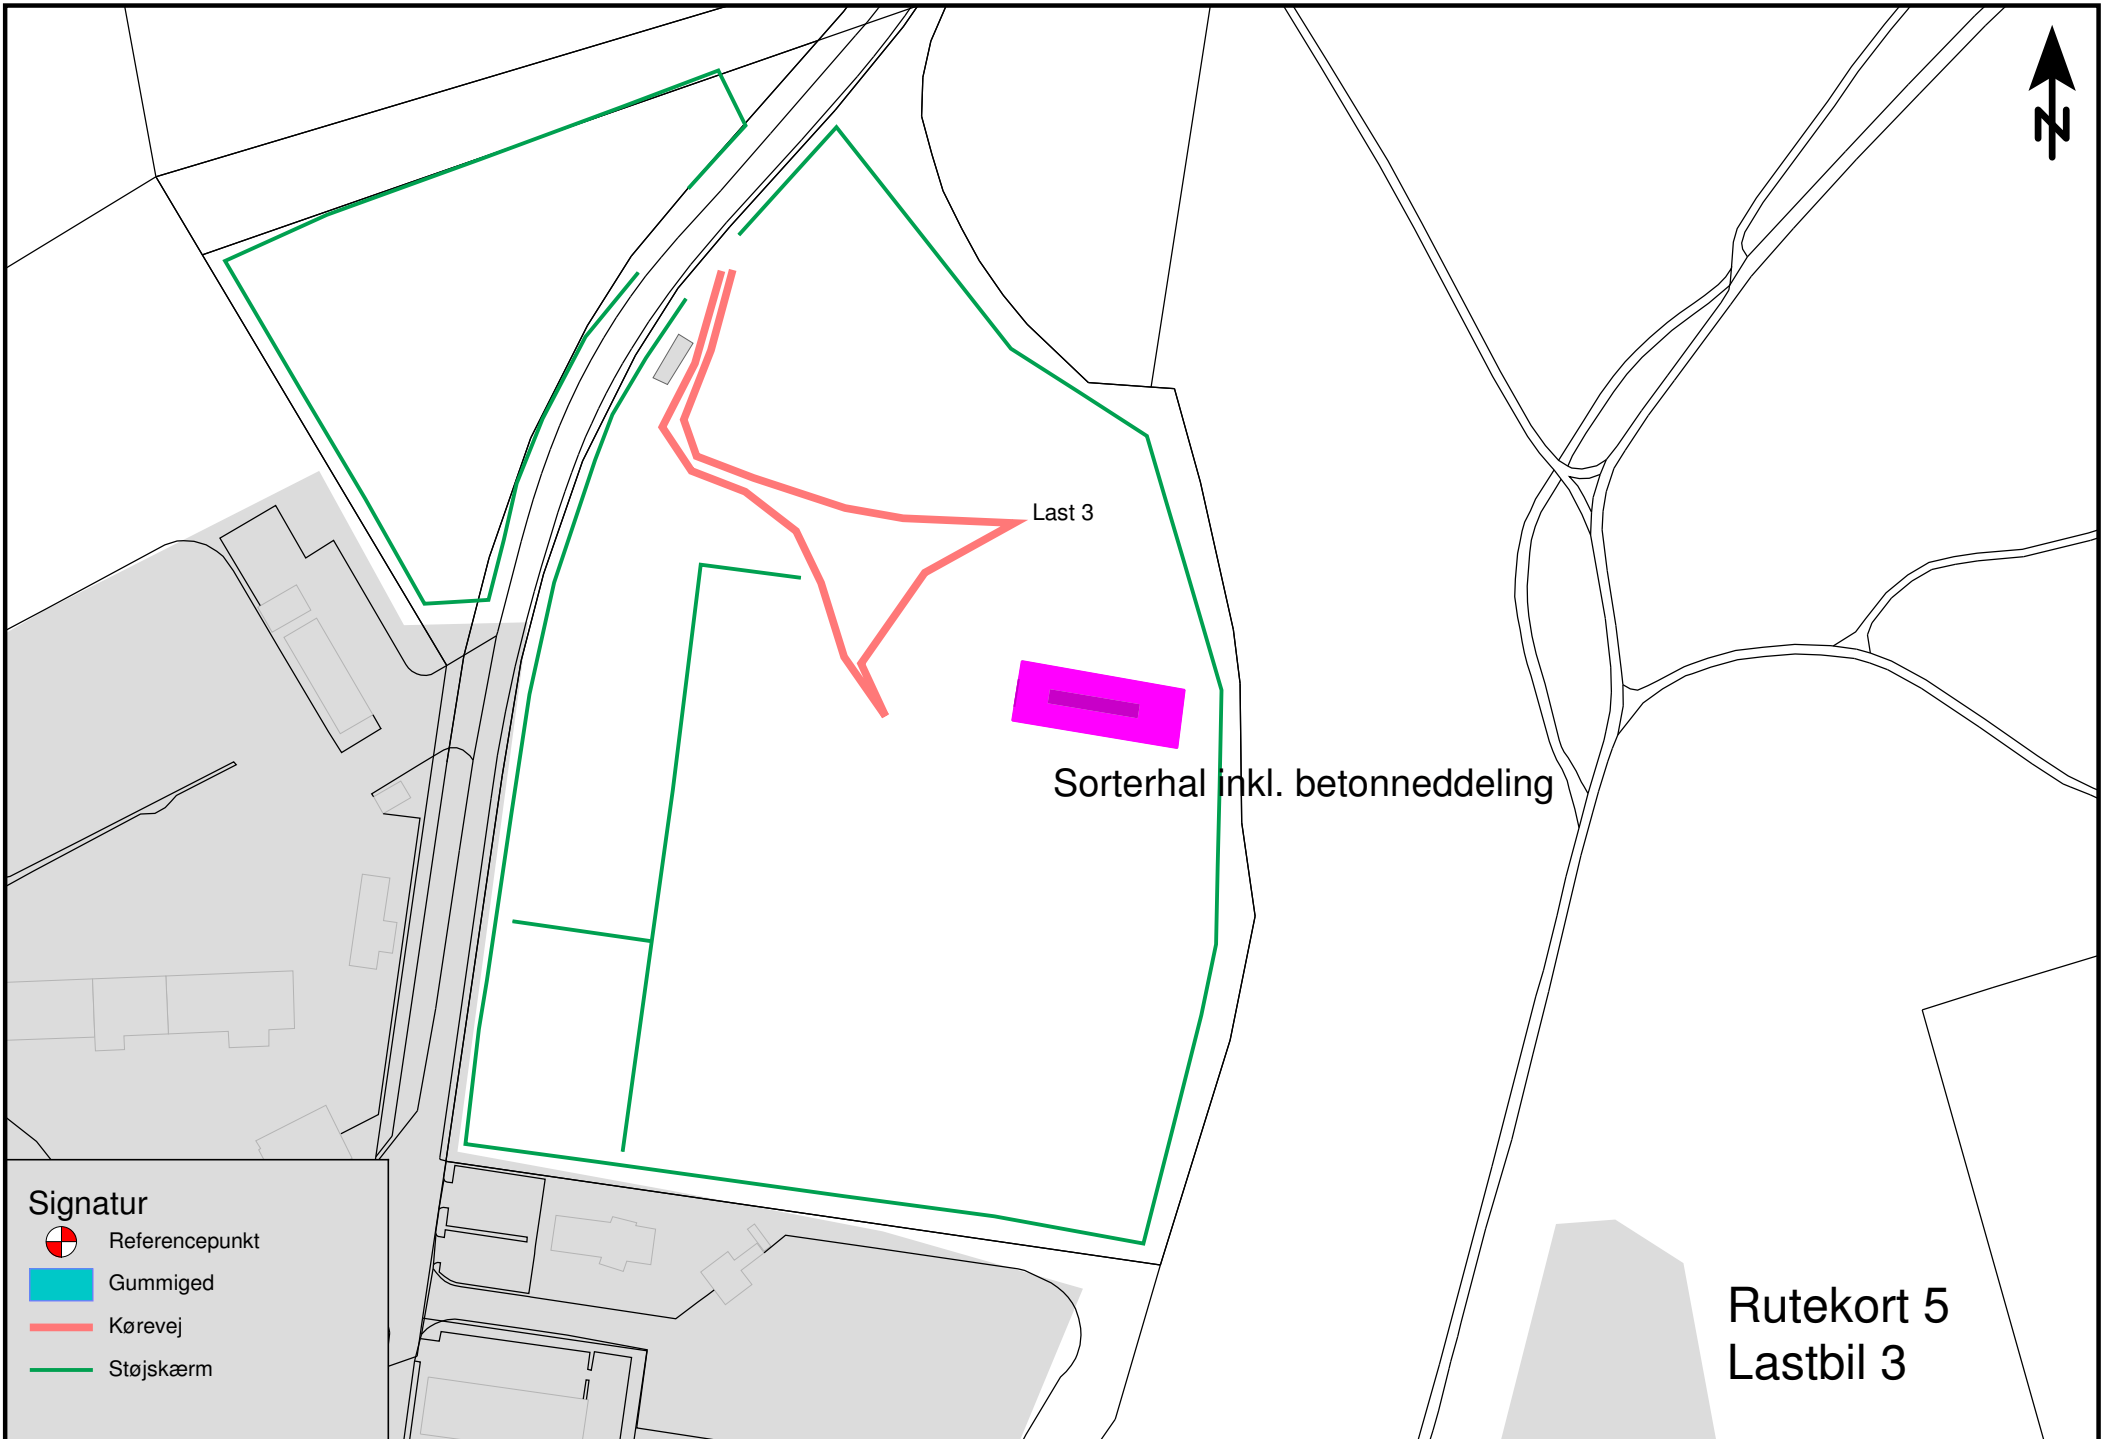 N
Last 3
Sorterhal inkl. betonneddeling
Signatur
Referencepunkt
Gummiged
Kørevej
Støjskærm
Rutekort 5
Lastbil 3